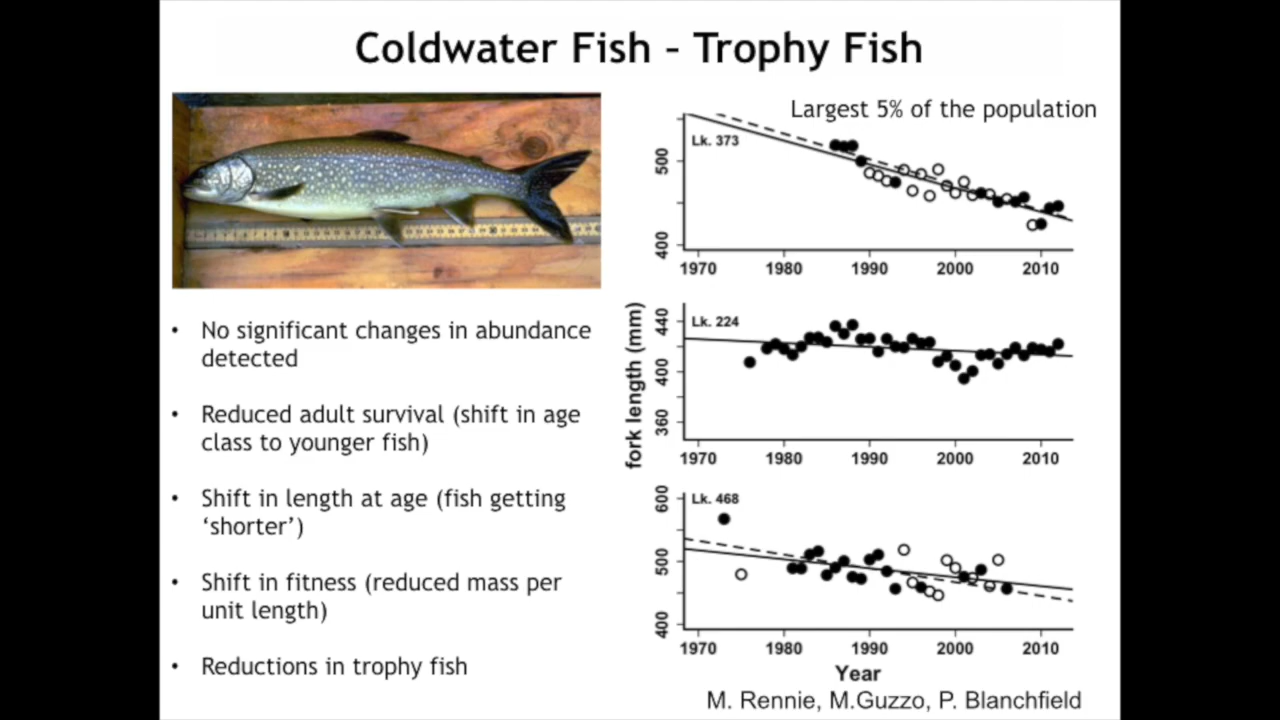 Coldwater Fish – Trophy Fish
Largest 5% of the population
• No significant changes in abundance
detected
• Reduced adult survival (shift in age
class to younger fish)
• Shift in length at age (fish getting
‘shorter’)
• Shift in fitness (reduced mass per
unit length)
• Reductions in trophy fish
Lk. 373
500
400
1970 1980 1990 2000 2010
fork length (mm)
Lk. 224
440
400
360
1970 1980 1990 2000 2010
Lk. 468
600
500
400
1970 1980 1990 2000 2010
Year
M. Rennie, M.Guzzo, P. Blanchfield